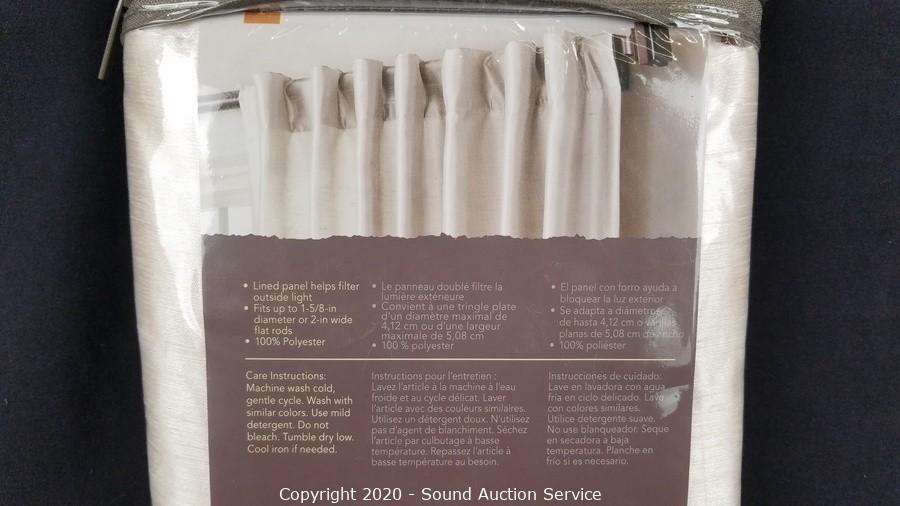 • Lined panel helps filter
outside light
• Fits up to 1-5/8-in
diameter or 2-in wide
flat rods
• 100% Polyester
• Le panneau doublé filtre la
lumière extérieure
• Convient à une tringle plate
d'un diamètre maximal de
4,12 cm ou d'une largeur
maximale de 5,08 cm
• 100 % polyester
• El panel con forro ayuda a
bloquear la luz exterior
• Se adapta a diámetros
de hasta 4,12 cm o varillas
planas de 5,08 cm de ancho
• 100% poliéster
Care Instructions:
Machine wash cold,
gentle cycle. Wash with
similar colors. Use mild
detergent. Do not
bleach. Tumble dry low.
Cool iron if needed.
Instructions pour l'entretien :
Lavez l'article à la machine à l'eau
froide et au cycle délicat. Laver
l'article avec des couleurs similaires.
Utilisez un détergent doux. N'utilisez
pas d'agent de blanchiment. Séchez
l'article par culbutage à basse
température. Repassez l'article à
basse température au besoin.
Instrucciones de cuidado:
Lave en lavadora con agua
fría en ciclo delicado. Lave
con colores similares.
Utilice detergente suave.
No use blanqueador. Seque
en secadora a baja
temperatura. Planche en
frío si es necesario.
Copyright 2020 - Sound Auction Service